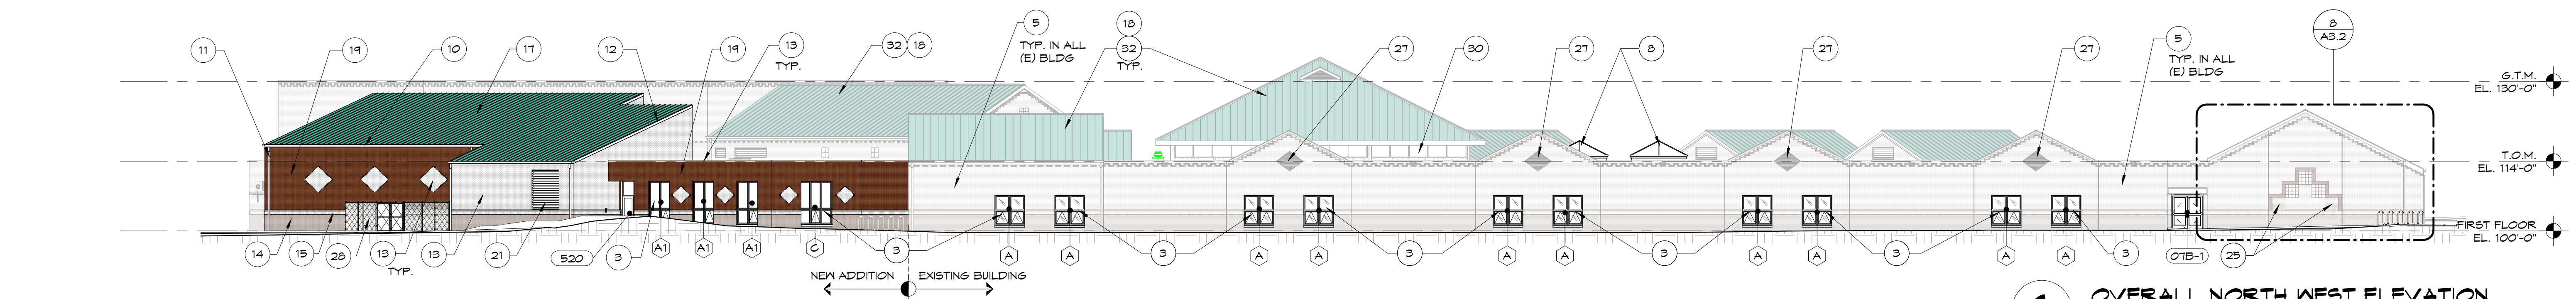 8
A3.2
11
19
10
17
12
19
13
TYP.
32
18
5
TYP. IN ALL
(E) BLDG
18
32
TYP.
27
30
27
8
27
27
5
TYP. IN ALL
(E) BLDG
G.T.M.
EL. 130'-0"
T.O.M.
EL. 114'-0"
FIRST FLOOR
EL. 100'-0"
14
15
28
13
TYP.
13
21
520
3
A1
A1
A1
C
3
A
A
3
A
A
3
A
A
3
A
A
3
A
A
3
07B-1
25
NEW ADDITION
EXISTING BUILDING
OVERALL NORTH WEST ELEVATION